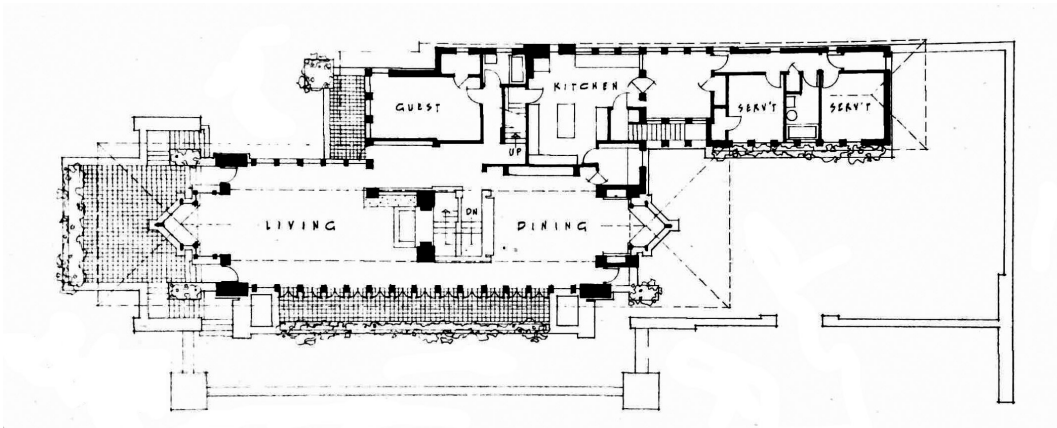 KITCHEN
GUEST
SERV'T
SERV'T
UP
DN
LIVING
DINING